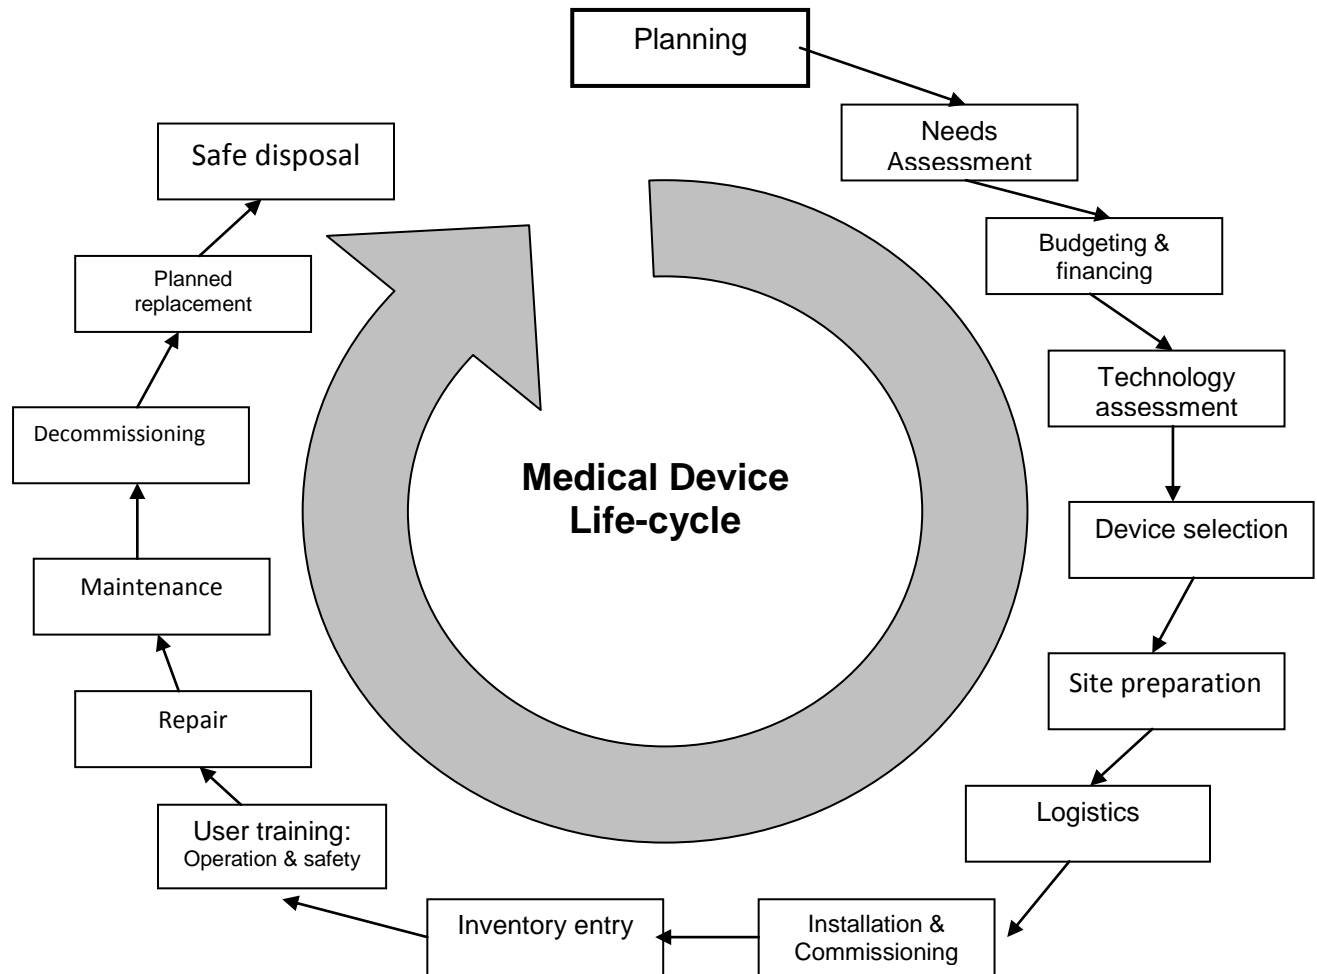 Planning
Needs
Assessment
Budgeting &
financing
Technology
assessment
Device selection
Site preparation
Logistics
Installation &
Commissioning
Inventory entry
User training:
Operation & safety
Repair
Maintenance
Decommissioning
Planned
replacement
Safe disposal
Medical Device
Life-cycle